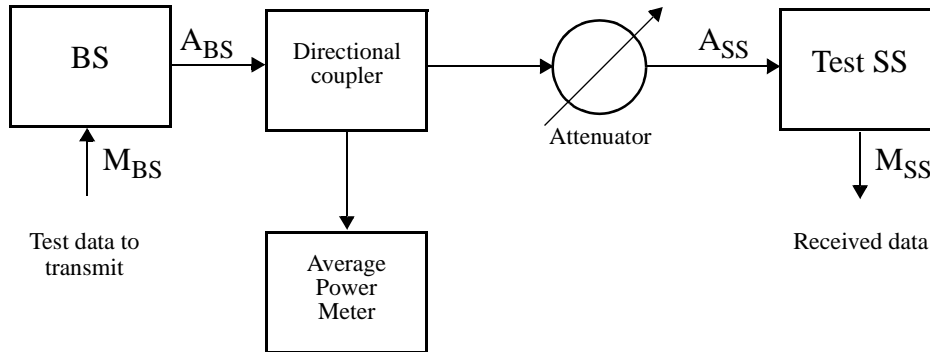 BS
A_BS
Directional
coupler
A_SS
Test SS
Attenuator
M_BS
M_SS
Test data to
transmit
Received data
Average
Power
Meter